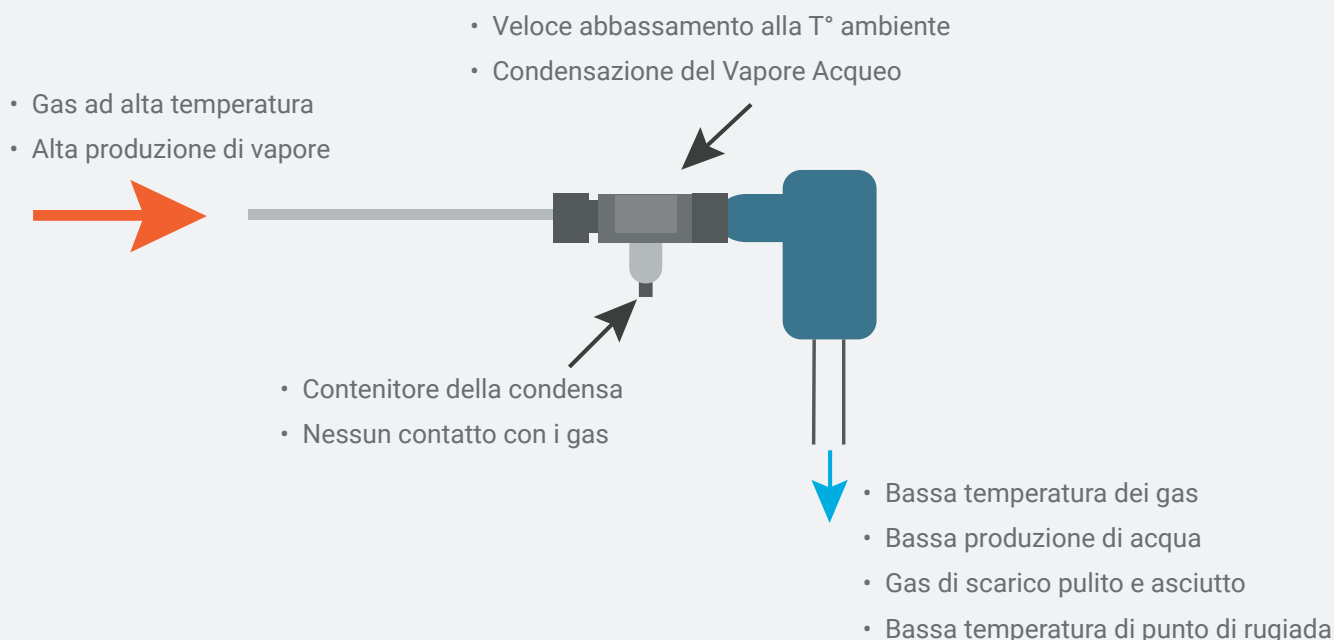 • Veloce abbassamento alla T° ambiente
• Condensazione del Vapore Acqueo
• Gas ad alta temperatura
• Alta produzione di vapore
• Contenitore della condensa
• Nessun contatto con i gas
• Bassa temperatura dei gas
• Bassa produzione di acqua
• Gas di scarico pulito e asciutto
• Bassa temperatura di punto di rugiada